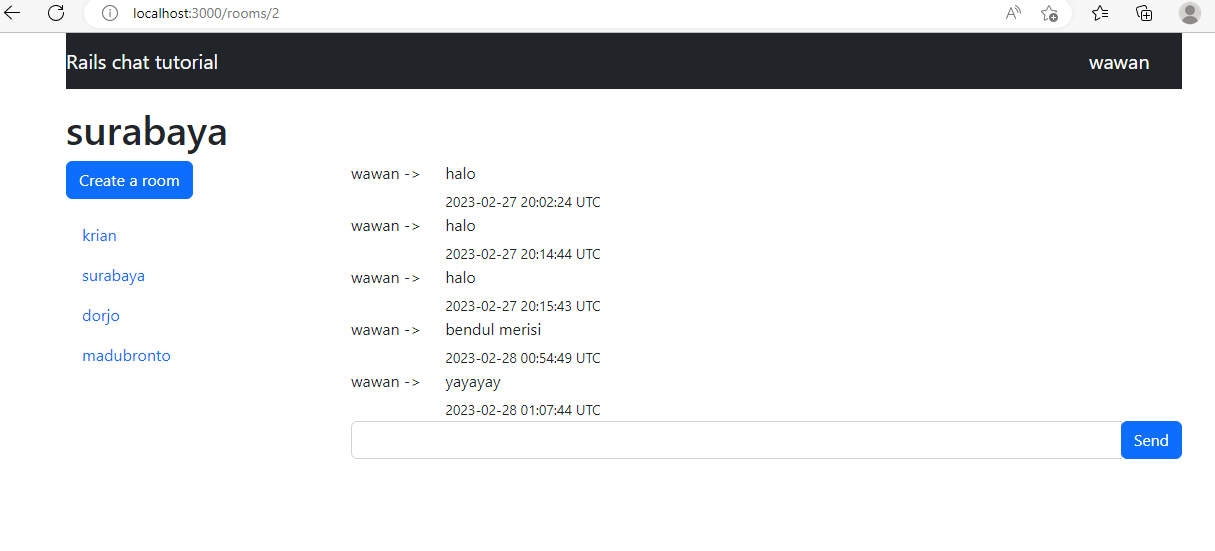 localhost:3000/rooms/2
Rails chat tutorial
wawan
surabaya
Create a room
krian
surabaya
dorjo
madubronto
wawan -> halo
2023-02-27 20:02:24 UTC
wawan -> halo
2023-02-27 20:14:44 UTC
wawan -> halo
2023-02-27 20:15:43 UTC
wawan -> bendul merisi
2023-02-28 00:54:49 UTC
wawan -> yayayay
2023-02-28 01:07:44 UTC
Send